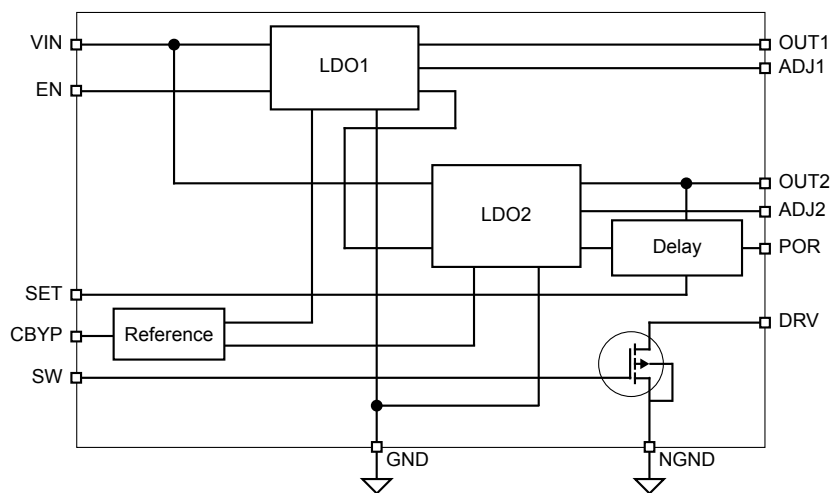 VIN
OUT1
LDO1
ADJ1
EN
OUT2
LDO2
ADJ2
Delay
POR
SET
DRV
CBYP
Reference
SW
GND
NGND